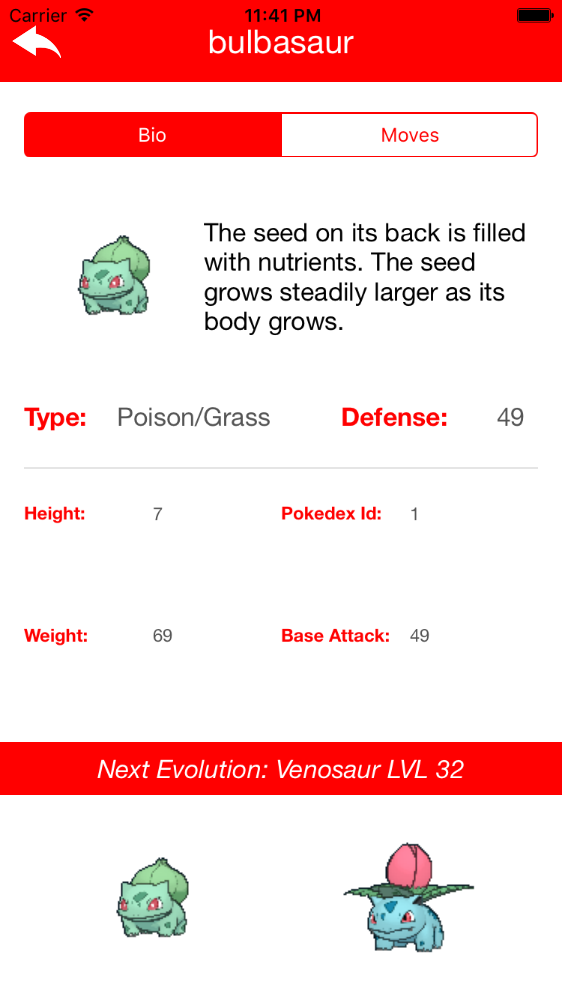 Carrier 11:41 PM
bulbasaur
Bio Moves
The seed on its back is filled
with nutrients. The seed
grows steadily larger as its
body grows.
Type: Poison/Grass Defense: 49
Height: 7 Pokedex Id: 1
Weight: 69 Base Attack: 49
Next Evolution: Venosaur LVL 32